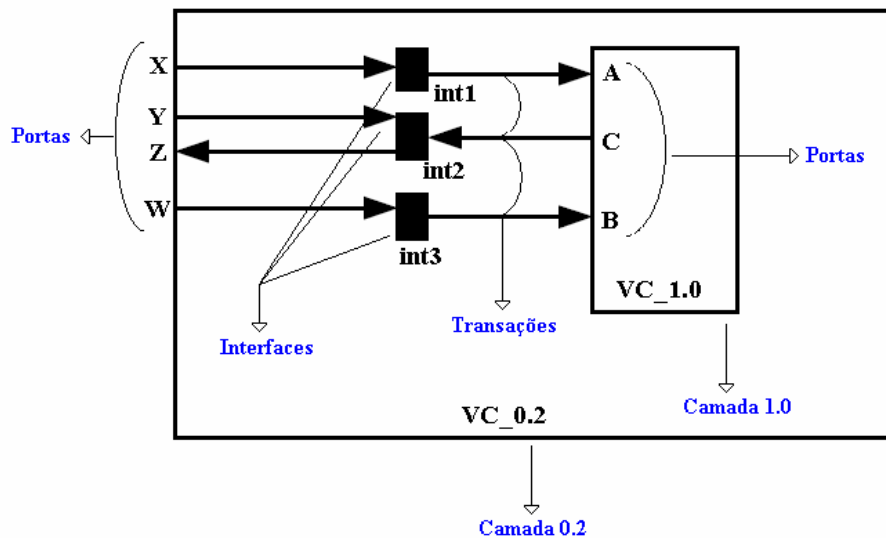 X
A
int1
Y
Portas
C
Portas
Z
int2
W
B
int3
VC_1.0
Transações
Interfaces
Camada 1.0
VC_0.2
Camada 0.2